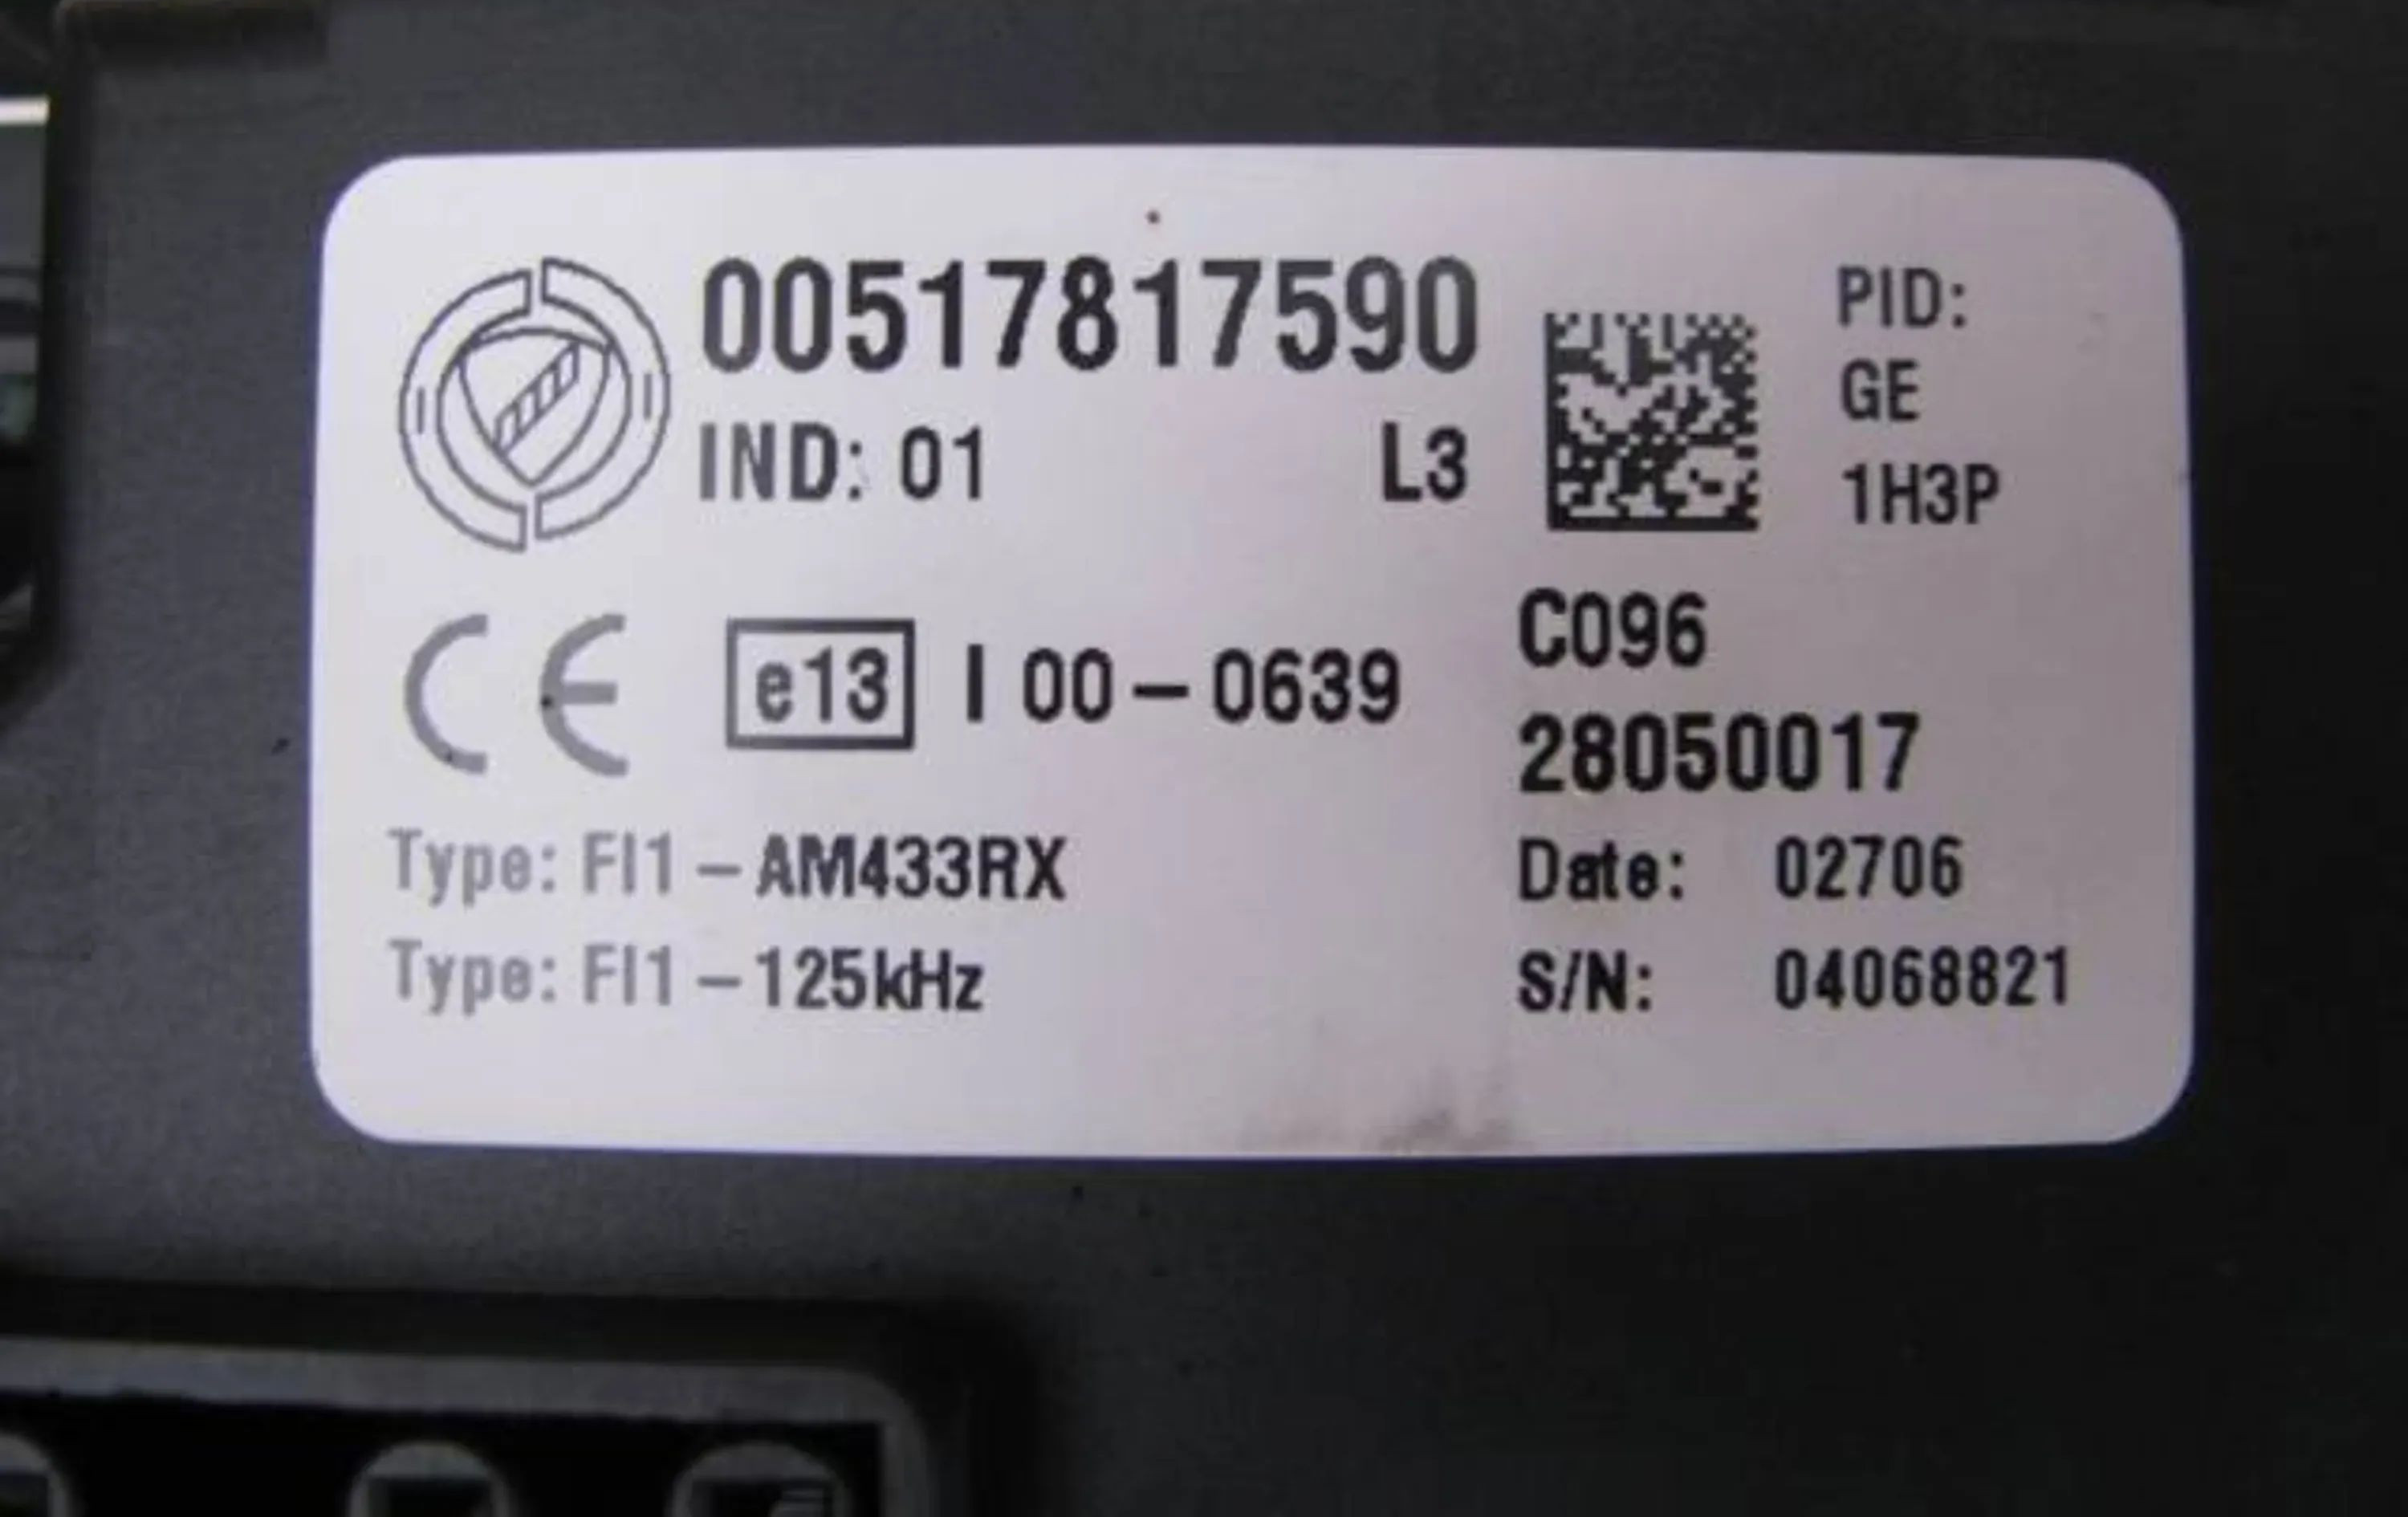 00517817590
IND: 01 L3
PID:
GE
1H3P
CE e13 I 00-0639
C096
28050017
Type: FI1-AM433RX
Date: 02706
Type: FI1-125kHz
S/N: 04068821